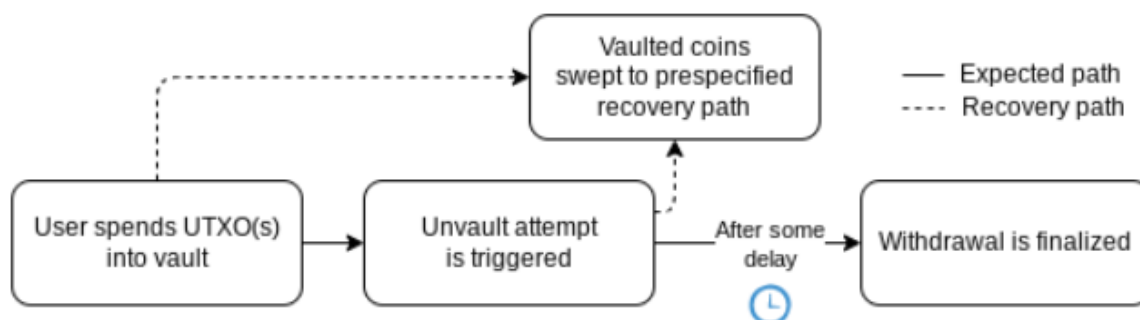 Vaulted coins
swept to prespecified
recovery path
Expected path
Recovery path
User spends UTXO(s)
into vault
Unvault attempt
is triggered
After some
delay
Withdrawal is finalized